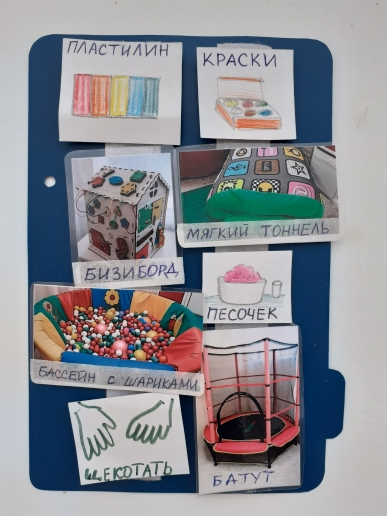 ПЛАСТИЛИН
КРАСКИ
БИЗИБОРД
МЯГКИЙ ТОННЕЛЬ
ПЕСОЧЕК
БАССЕЙН С ШАРИКАМИ
ЩЕКОТАТЬ
БАТУТ